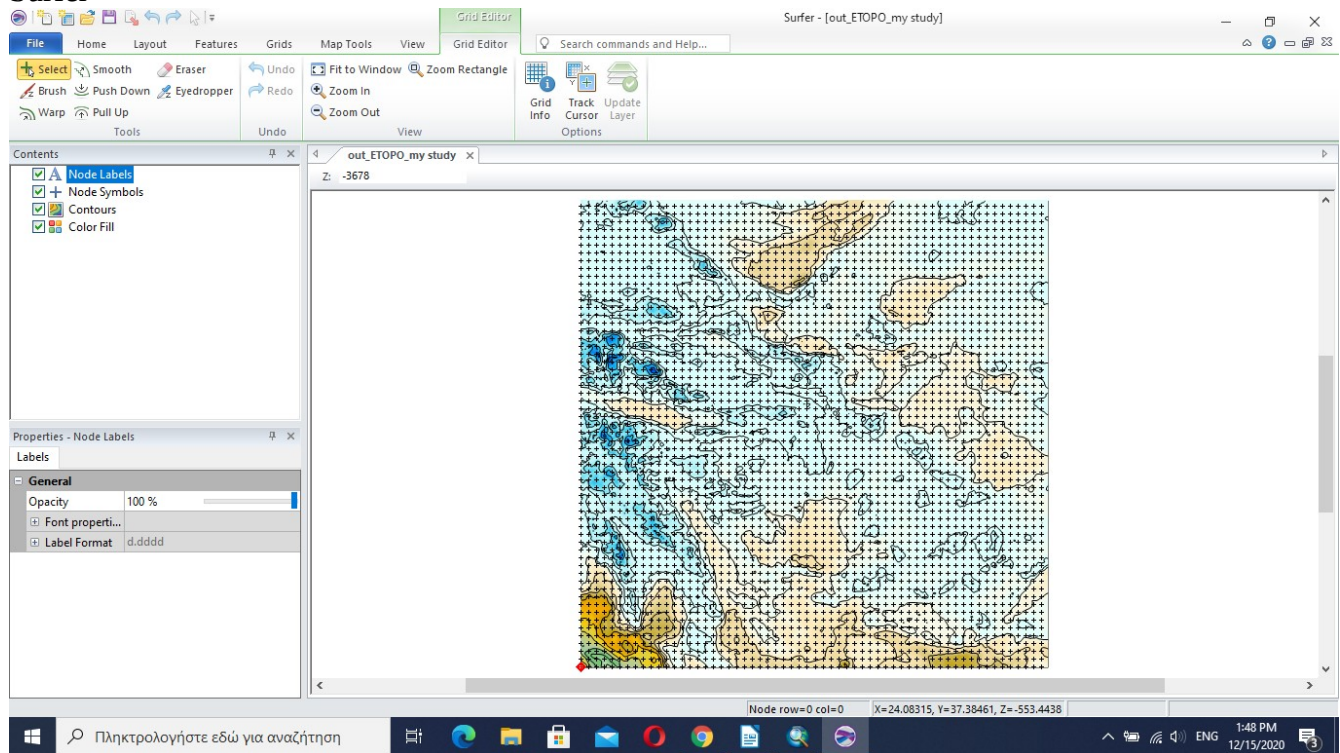 Grid Editor
Surfer - [out_ETOPO_my study]
File Home Layout Features Grids Map Tools View Grid Editor Search commands and Help...
Select Smooth Eraser Undo Fit to Window Zoom Rectangle
Brush Push Down Eyedropper Redo Zoom In
Warp Pull Up Zoom Out
Grid Info Track Cursor Update Layer
Tools Undo View Options
Contents
Node Labels
Node Symbols
Contours
Color Fill
out_ETOPO_my study
Z: -3678
Properties - Node Labels
Labels
General
Opacity 100 %
Font properti...
Label Format d.dddd
Node row=0 col=0 X=24.08315, Y=37.38461, Z=-553.4438
Πληκτρολογήστε εδώ για αναζήτηση
ENG
1:48 PM
12/15/2020
3